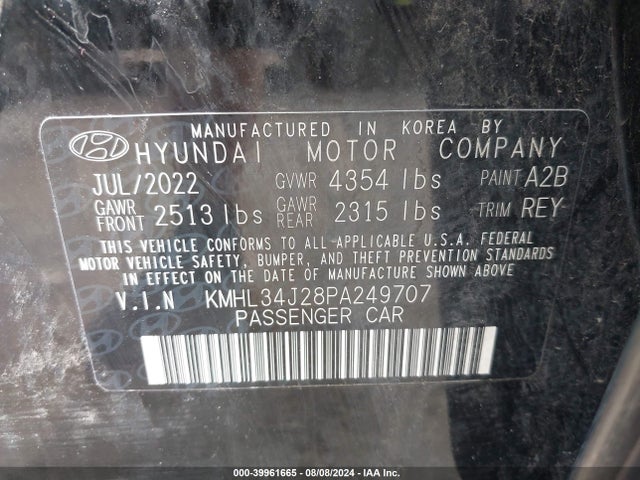 MANUFACTURED IN KOREA BY
HYUNDAI MOTOR COMPANY
JUL/2022 GVWR 4354 lbs PAINT A2B
GAWR FRONT 2513 lbs GAWR REAR 2315 lbs TRIM REY
THIS VEHICLE CONFORMS TO ALL APPLICABLE U.S.A. FEDERAL
MOTOR VEHICLE SAFETY, BUMPER, AND THEFT PREVENTION STANDARDS
IN EFFECT ON THE DATE OF MANUFACTURE SHOWN ABOVE
V.I.N KMHL34J28PA249707
PASSENGER CAR
000-39961665 - 08/08/2024 - IAA Inc.